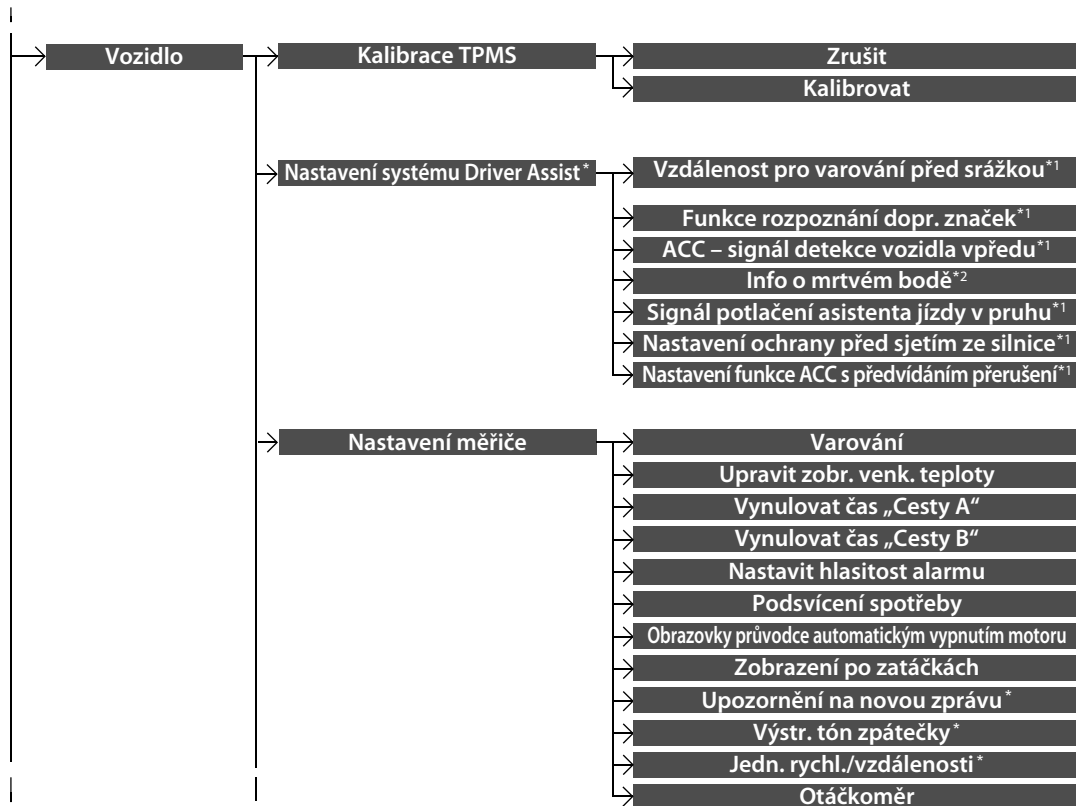 Vozidlo
Kalibrace TPMS
Zrušit
Kalibrovat
Nastavení systému Driver Assist*
Vzdálenost pro varování před srážkou*1
Funkce rozpoznání dopr. značek*1
ACC – signál detekce vozidla vpředu*1
Info o mrtvém bodě*2
Signál potlačení asistenta jízdy v pruhu*1
Nastavení ochrany před sjetím ze silnice*1
Nastavení funkce ACC s předvídáním přerušení*1
Nastavení měřiče
Varování
Upravit zobr. venk. teploty
Vynulovat čas „Cesty A“
Vynulovat čas „Cesty B“
Nastavit hlasitost alarmu
Podsvícení spotřeby
Obrazovky průvodce automatickým vypnutím motoru
Zobrazení po zatáčkách
Upozornění na novou zprávu*
Výstr. tón zpátečky*
Jedn. rychl./vzdálenosti*
Otáčkoměr